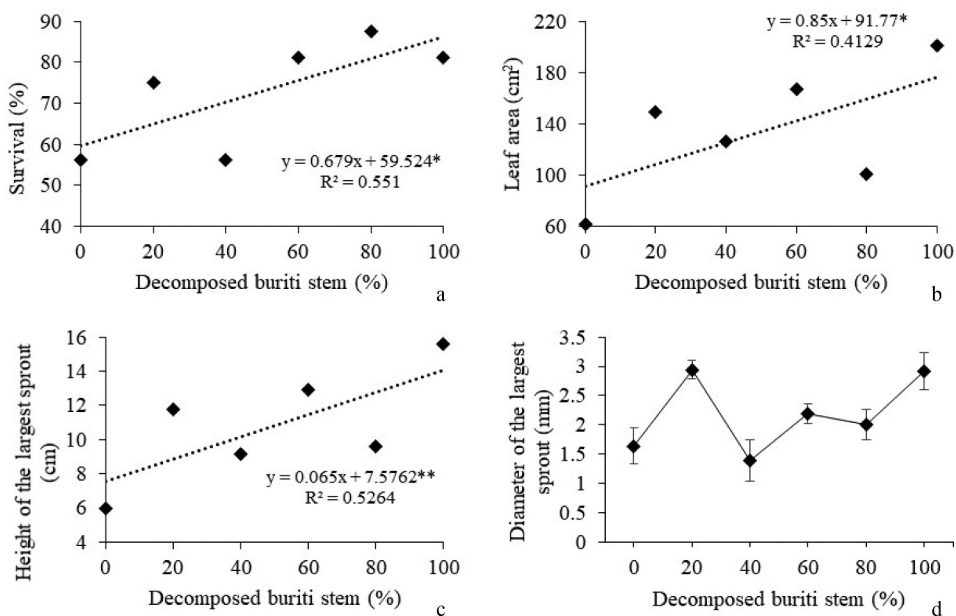 90
80
70
60
50
40
Survival (%)
y = 0.679x + 59.524*
R² = 0.551
0 20 40 60 80 100
Decomposed buriti stem (%)
a
220
180
140
100
60
Leaf area (cm²)
y = 0.85x + 91.77*
R² = 0.4129
0 20 40 60 80 100
Decomposed buriti stem (%)
b
16
14
12
10
8
6
4
Height of the largest sprout
(cm)
y = 0.065x + 7.5762**
R² = 0.5264
0 20 40 60 80 100
Decomposed buriti stem (%)
c
3.5
3
2.5
2
1.5
1
0.5
0
Diameter of the largest
sprout (mm)
0 20 40 60 80 100
Decomposed buriti stem (%)
d